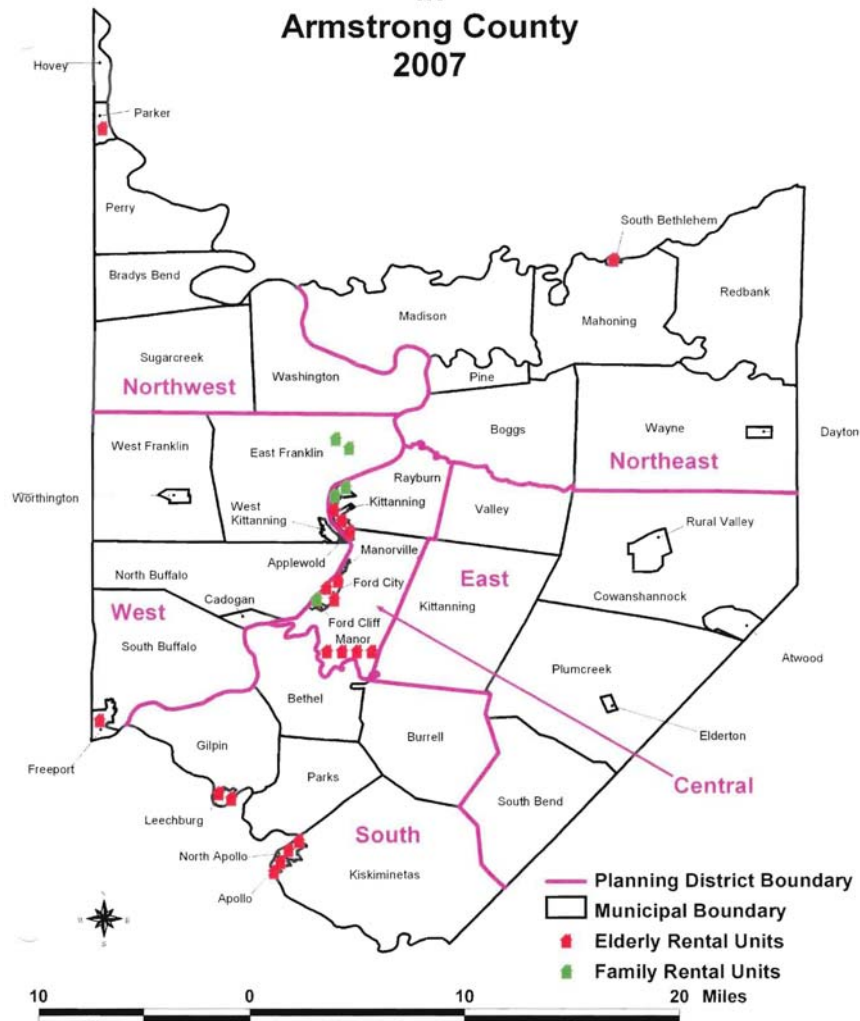 Armstrong County
2007
Hovey
Parker
Perry
South Bethlehem
Bradys Bend
Redbank
Madison
Mahoning
Sugarcreek
Northwest
Washington
Pine
West Franklin
East Franklin
Boggs
Wayne
Dayton
Northeast
Rayburn
Worthington
West
Kittanning
Kittanning
Valley
Rural Valley
Applewold
Manorville
North Buffalo
Ford City
East
Cadogan
Kittanning
Cowanshannock
West
Ford Cliff
Manor
South Buffalo
Atwood
Plumcreek
Bethel
Elderton
Gilpin
Burrell
Freeport
Parks
Central
South Bend
Leechburg
South
North Apollo
Kiskiminetas
Apollo
Planning District Boundary
Municipal Boundary
Elderly Rental Units
Family Rental Units
10 0 10 20 Miles